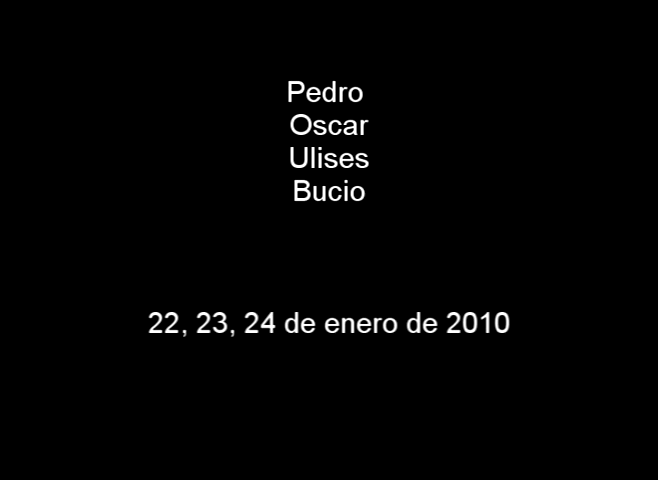 Pedro
Oscar
Ulises
Bucio
22, 23, 24 de enero de 2010